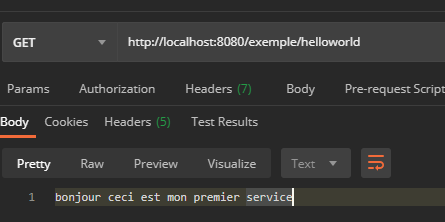 GET http://localhost:8080/exemple/helloworld
Params Authorization Headers (7) Body Pre-request Script
Body Cookies Headers (5) Test Results
Pretty Raw Preview Visualize Text
1 bonjour ceci est mon premier service